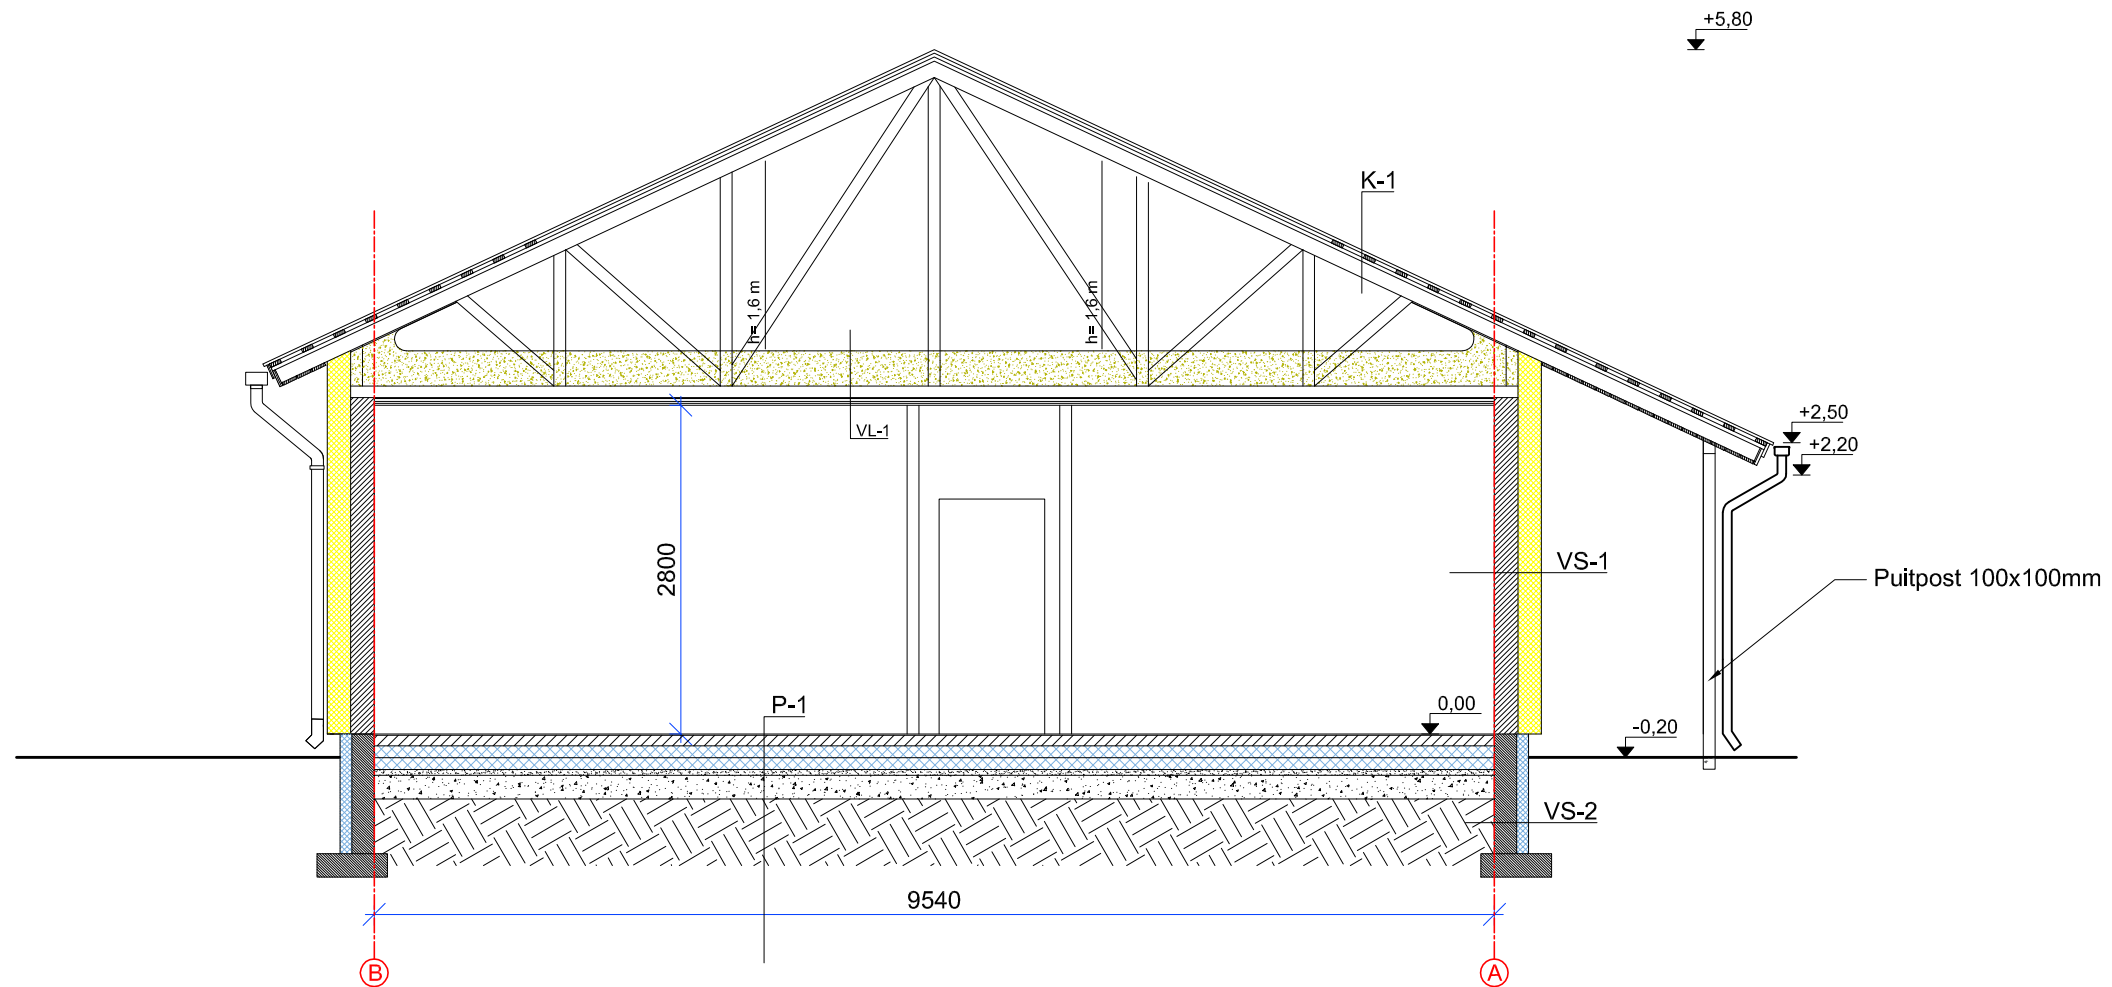 +5,80
K-1
h= 1,6 m
h= 1,6 m
VL-1
+2,50
+2,20
2800
VS-1
Puitpost 100x100mm
P-1
0,00
-0,20
VS-2
9540
B
A